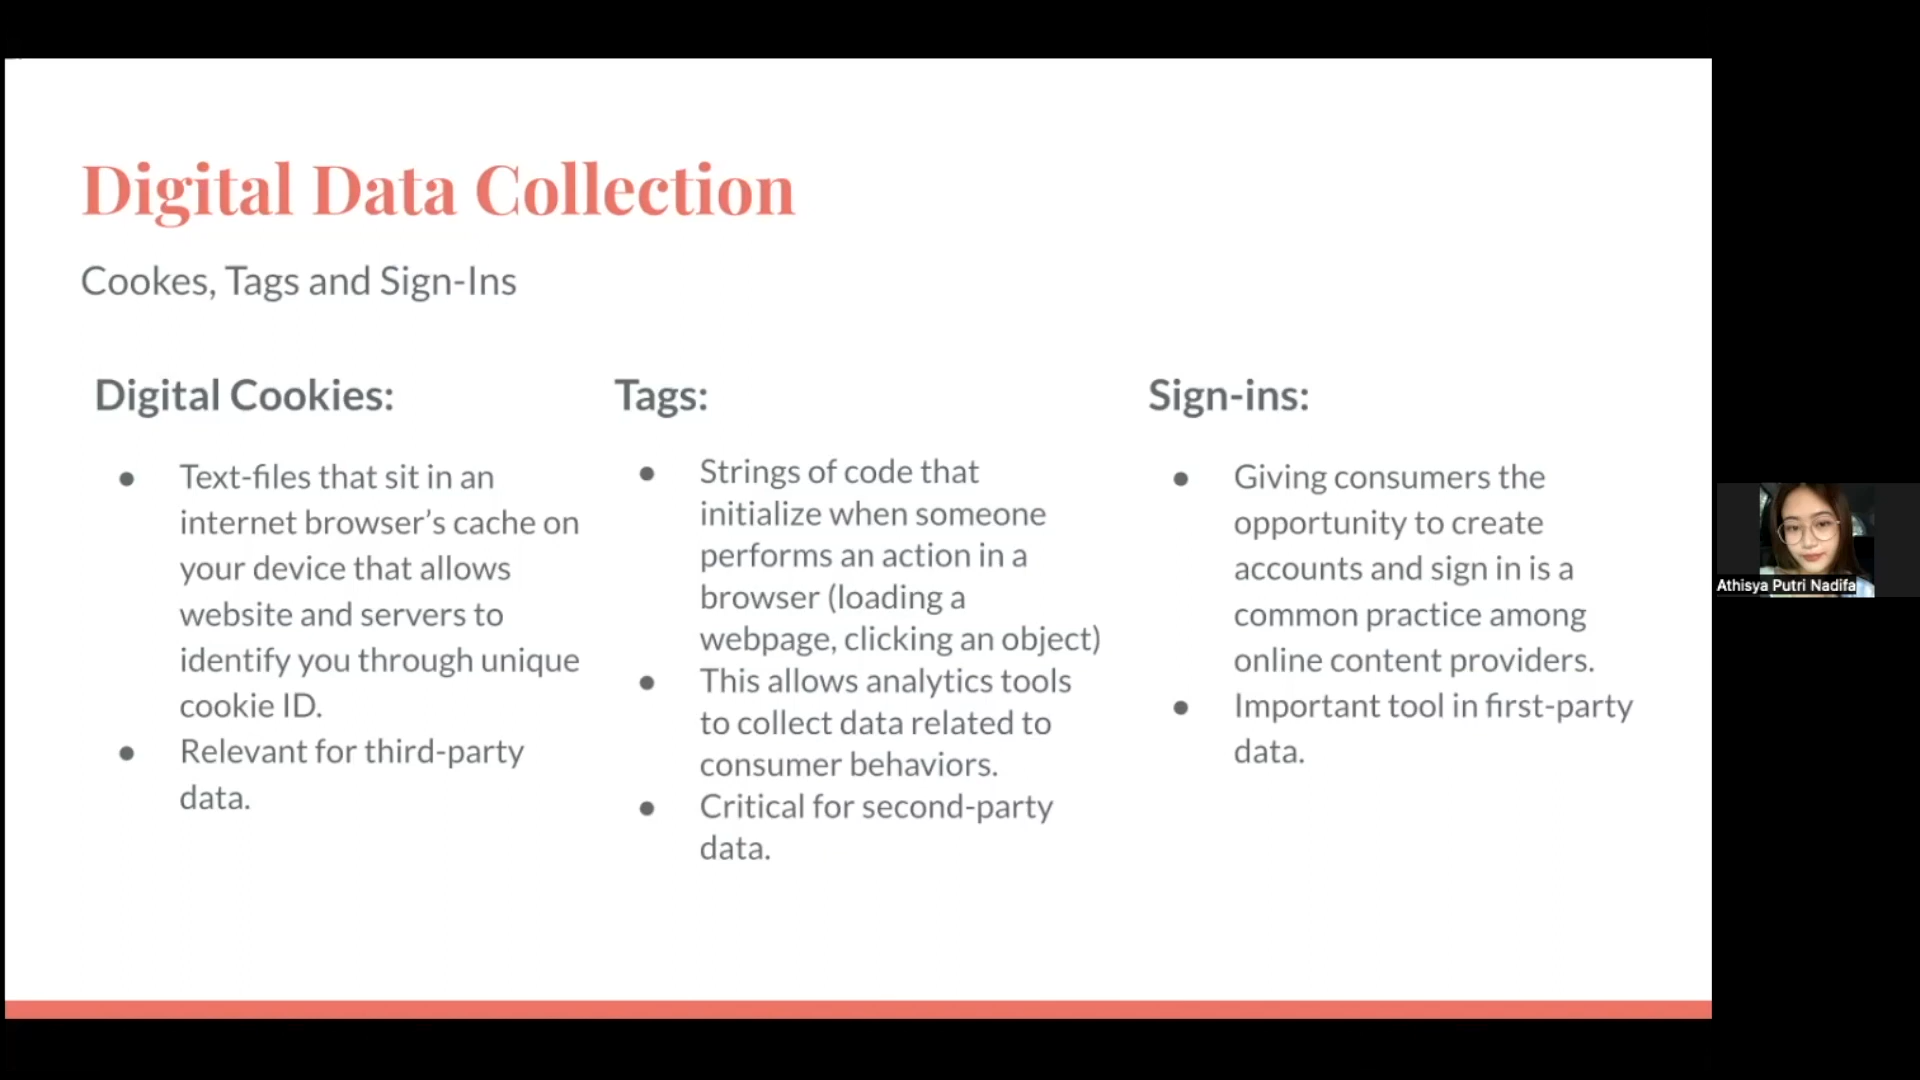 Digital Data Collection
Cookes, Tags and Sign-Ins
Digital Cookies:
● Text-files that sit in an
internet browser's cache on
your device that allows
website and servers to
identify you through unique
cookie ID.
● Relevant for third-party
data.
Tags:
● Strings of code that
initialize when someone
performs an action in a
browser (loading a
webpage, clicking an object)
● This allows analytics tools
to collect data related to
consumer behaviors.
● Critical for second-party
data.
Sign-ins:
● Giving consumers the
opportunity to create
accounts and sign in is a
common practice among
online content providers.
● Important tool in first-party
data.
Athisya Putri Nadifa